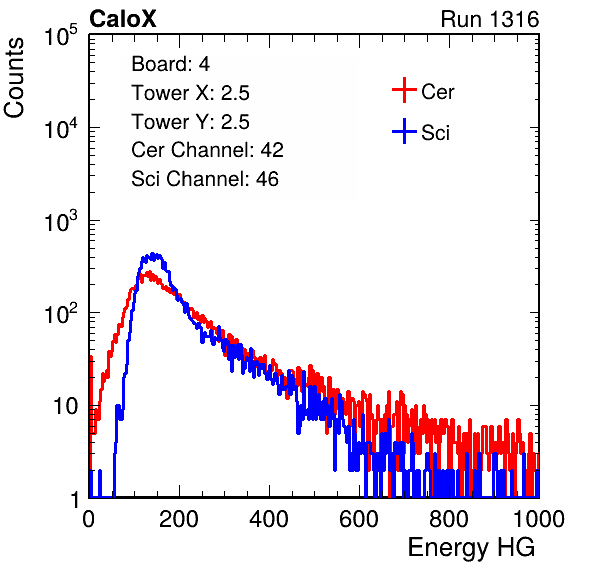 CaloX Run 1316
Counts
10^5
10^4
10^3
10^2
10
1
Board: 4
Tower X: 2.5
Tower Y: 2.5
Cer Channel: 42
Sci Channel: 46
Cer
Sci
0 200 400 600 800 1000
Energy HG